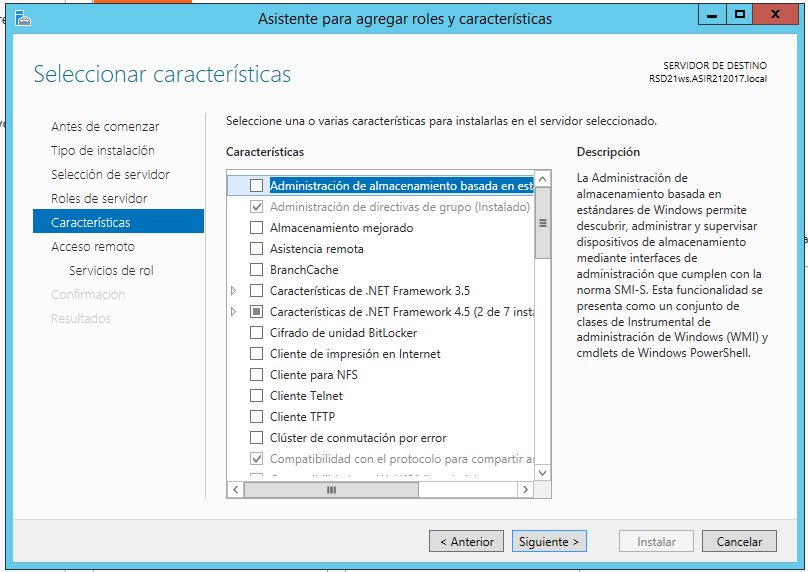 Asistente para agregar roles y características
Seleccionar características
SERVIDOR DE DESTINO
RSD21ws.ASIR212017.local
Antes de comenzar
Tipo de instalación
Selección de servidor
Roles de servidor
Características
Acceso remoto
Servicios de rol
Confirmación
Resultados
Seleccione una o varias características para instalarlas en el servidor seleccionado.
Características
Administración de almacenamiento basada en est
Administración de directivas de grupo (Instalado)
Almacenamiento mejorado
Asistencia remota
BranchCache
Características de .NET Framework 3.5
Características de .NET Framework 4.5 (2 de 7 insta
Cifrado de unidad BitLocker
Cliente de impresión en Internet
Cliente para NFS
Cliente Telnet
Cliente TFTP
Clúster de conmutación por error
Compatibilidad con el protocolo para compartir ar
Descripción
La Administración de
almacenamiento basada en
estándares de Windows permite
descubrir, administrar y supervisar
dispositivos de almacenamiento
mediante interfaces de
administración que cumplen con la
norma SMI-S. Esta funcionalidad se
presenta como un conjunto de
clases de Instrumental de
administración de Windows (WMI) y
cmdlets de Windows PowerShell.
< Anterior
Siguiente >
Instalar
Cancelar